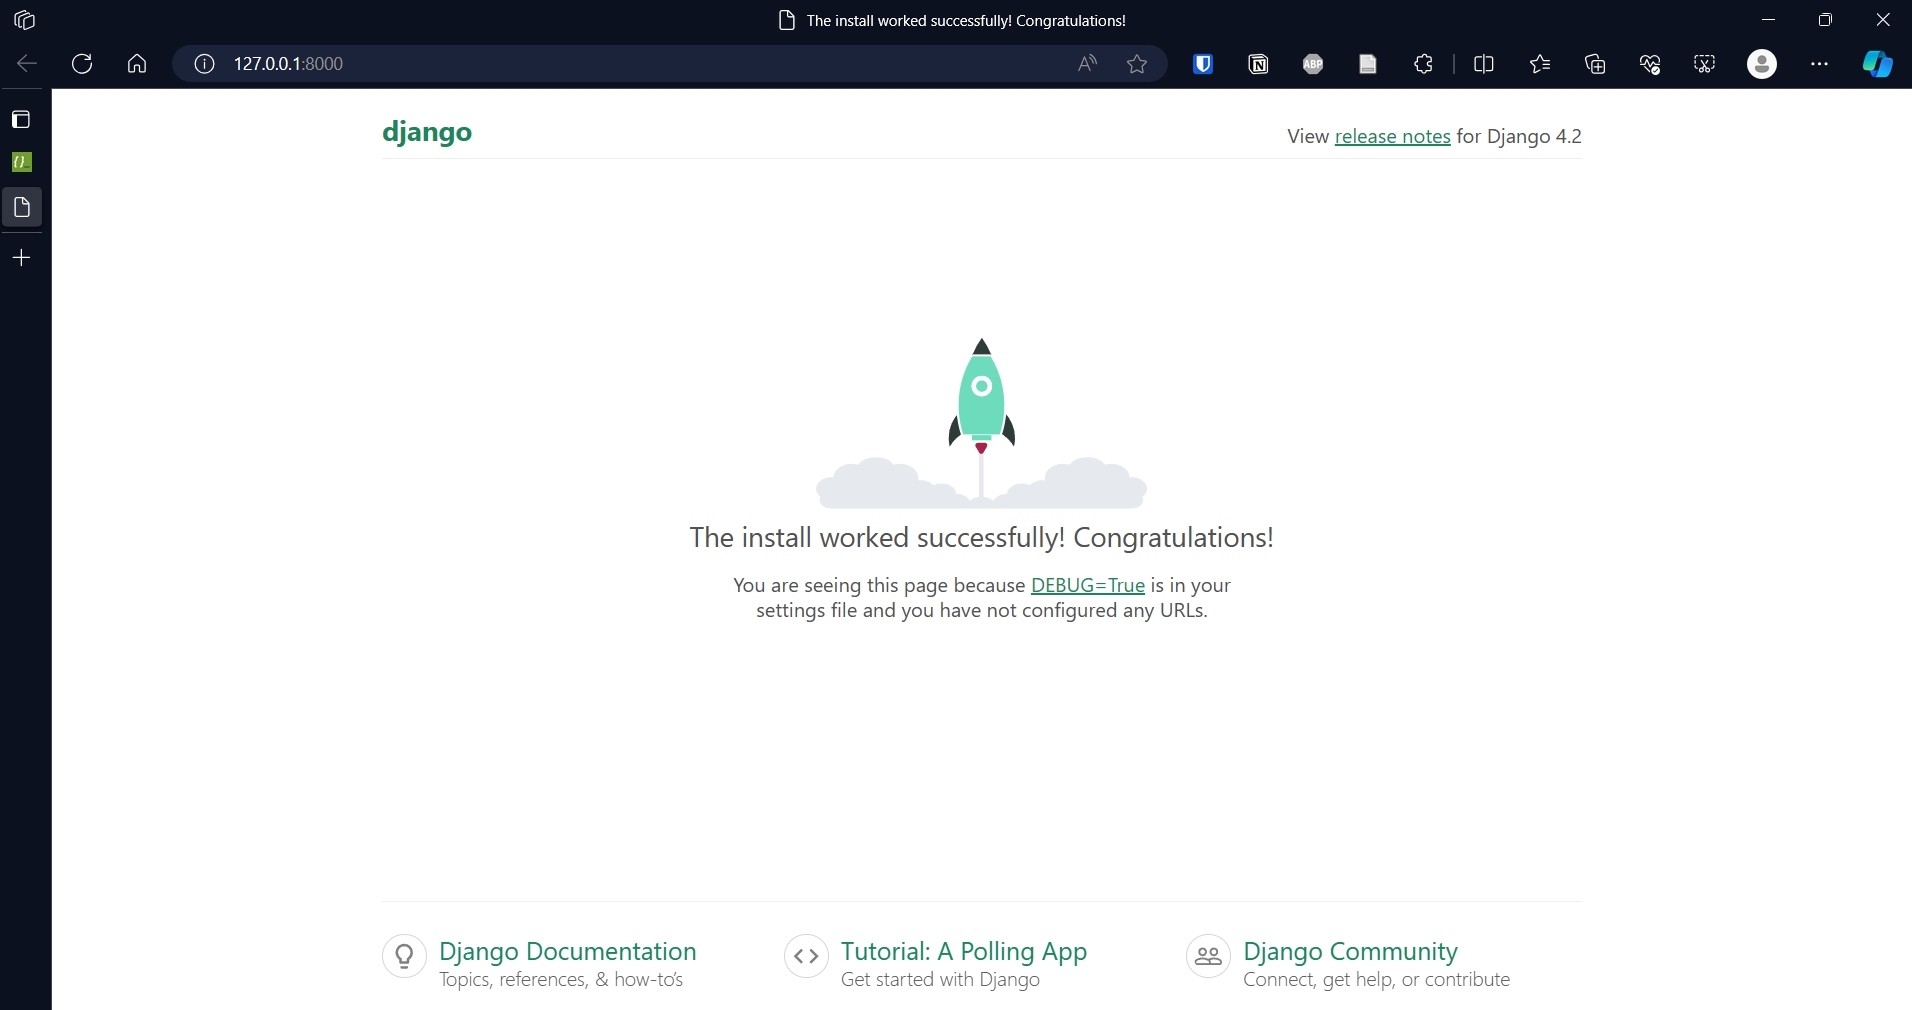 The install worked successfully! Congratulations!
127.0.0.1:8000
A
N
ABP
{}
django
View release notes for Django 4.2
The install worked successfully! Congratulations!
You are seeing this page because DEBUG=True is in your
settings file and you have not configured any URLs.
Django Documentation
Topics, references, & how-to's
Tutorial: A Polling App
Get started with Django
Django Community
Connect, get help, or contribute